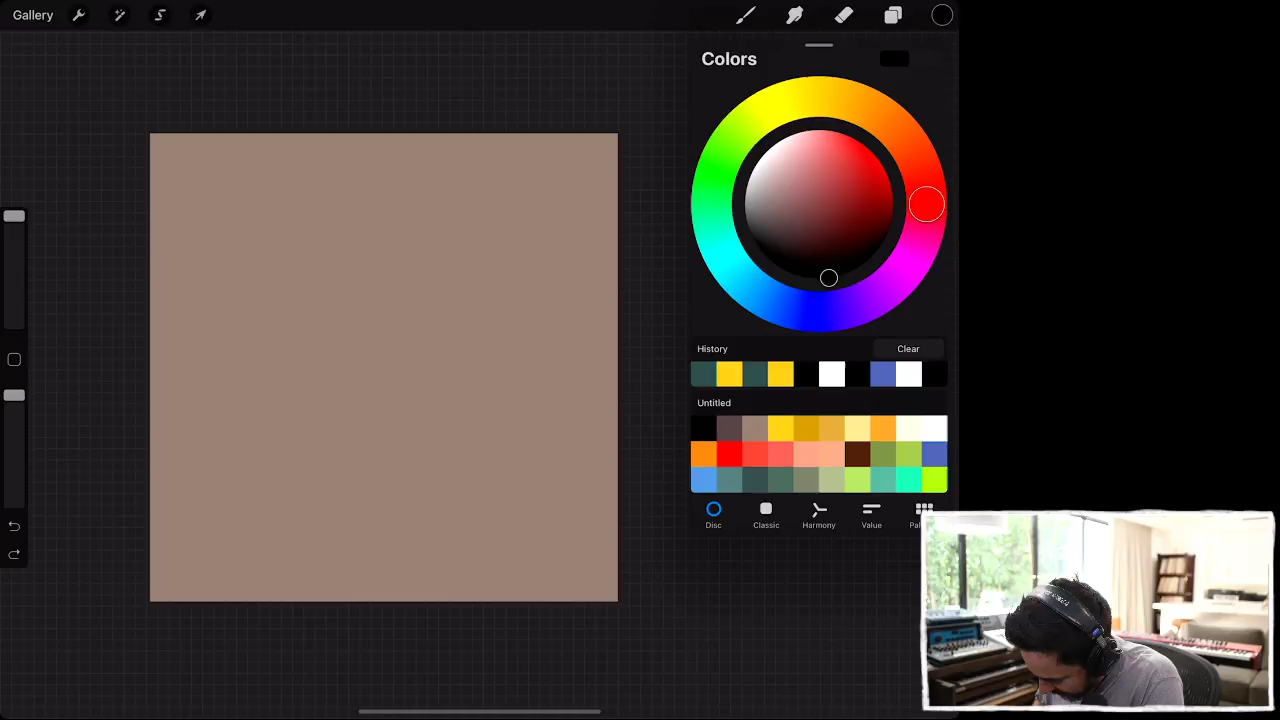 Gallery
Colors
History
Clear
Untitled
Disc
Classic
Harmony
Value